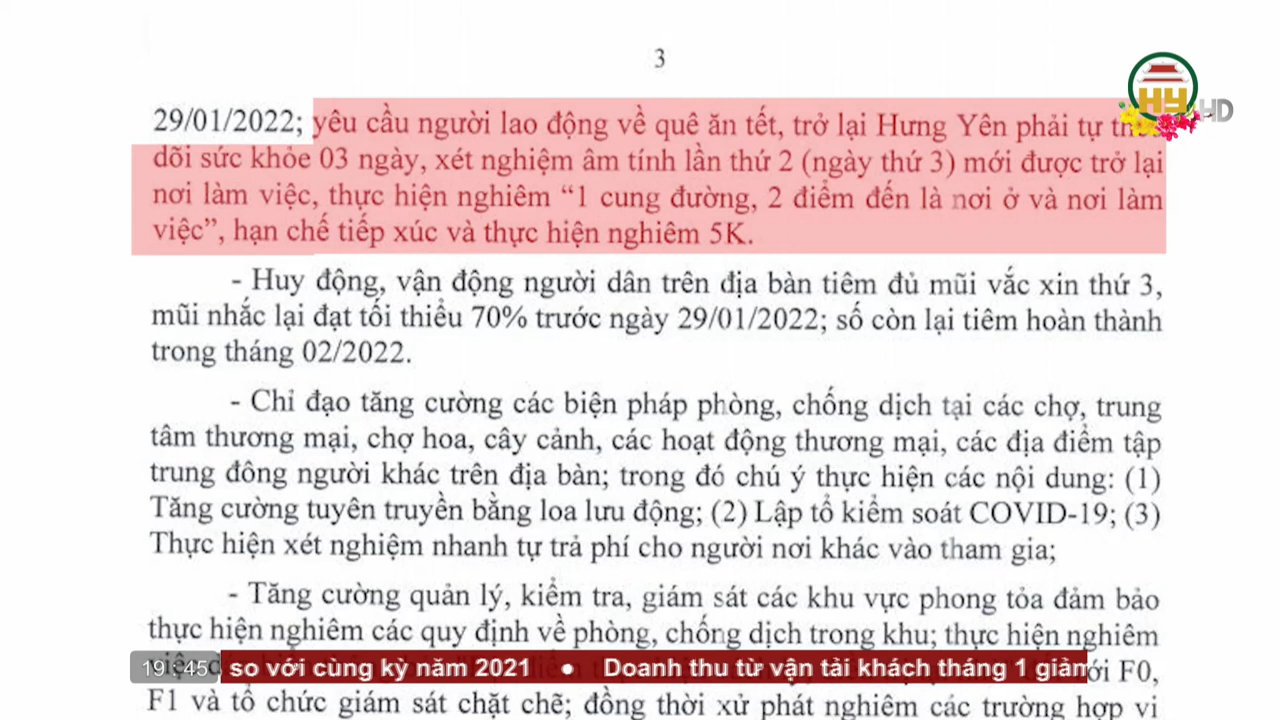 3
HY HD
29/01/2022; yêu cầu người lao động về quê ăn tết, trở lại Hưng Yên phải tự
dõi sức khỏe 03 ngày, xét nghiệm âm tính lần thứ 2 (ngày thứ 3) mới được trở lại
nơi làm việc, thực hiện nghiêm “1 cung đường, 2 điểm đến là nơi ở và nơi làm
việc”, hạn chế tiếp xúc và thực hiện nghiêm 5K.
- Huy động, vận động người dân trên địa bàn tiêm đủ mũi vắc xin thứ 3,
mũi nhắc lại đạt tối thiểu 70% trước ngày 29/01/2022; số còn lại tiêm hoàn thành
trong tháng 02/2022.
- Chỉ đạo tăng cường các biện pháp phòng, chống dịch tại các chợ, trung
tâm thương mại, chợ hoa, cây cảnh, các hoạt động thương mại, các địa điểm tập
trung đông người khác trên địa bàn; trong đó chú ý thực hiện các nội dung: (1)
Tăng cường tuyên truyền bằng loa lưu động; (2) Lập tổ kiểm soát COVID-19; (3)
Thực hiện xét nghiệm nhanh tự trả phí cho người nơi khác vào tham gia;
- Tăng cường quản lý, kiểm tra, giám sát các khu vực phong tỏa đảm bảo
thực hiện nghiêm các quy định về phòng, chống dịch trong khu; thực hiện nghiêm
F0,
19:45 so với cùng kỳ năm 2021 • Doanh thu từ vận tải khách tháng 1 giảm
F1 và tổ chức giám sát chặt chẽ; đồng thời xử phát nghiêm các trường hợp vi